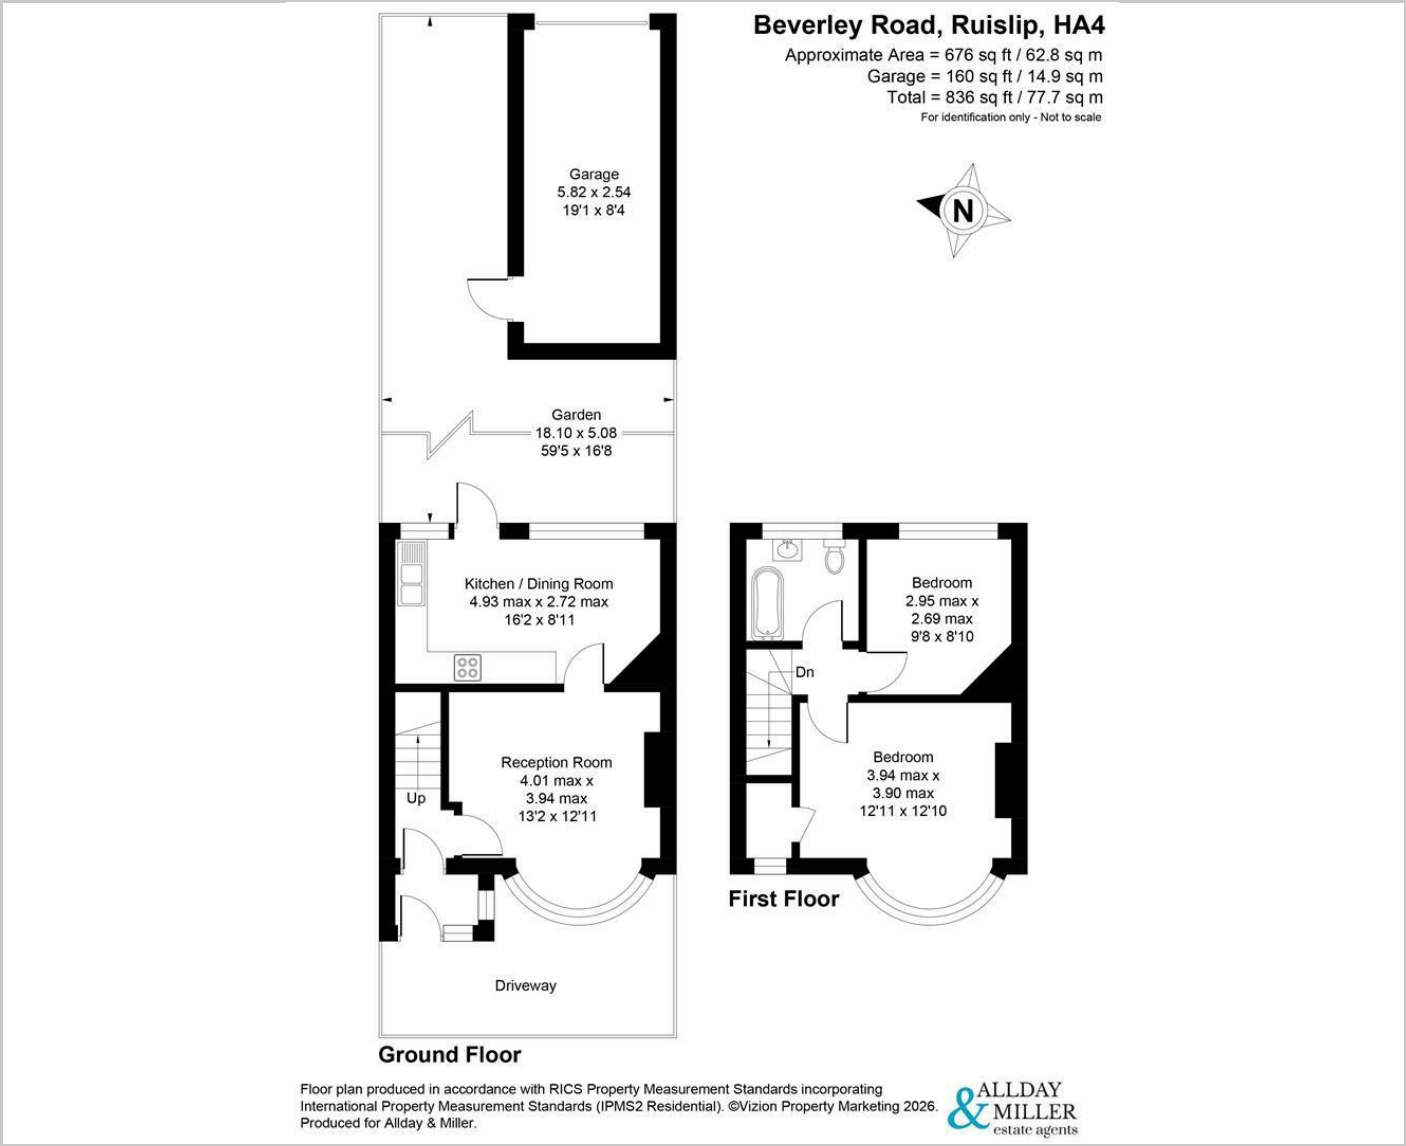 Beverley Road, Ruislip, HA4
Approximate Area = 676 sq ft / 62.8 sq m
Garage = 160 sq ft / 14.9 sq m
Total = 836 sq ft / 77.7 sq m
For identification only - Not to scale
N
Garage
5.82 x 2.54
19'1 x 8'4
Garden
18.10 x 5.08
59'5 x 16'8
Kitchen / Dining Room
4.93 max x 2.72 max
16'2 x 8'11
Reception Room
4.01 max x
3.94 max
13'2 x 12'11
Up
Driveway
Ground Floor
Bedroom
2.95 max x
2.69 max
9'8 x 8'10
Dn
Bedroom
3.94 max x
3.90 max
12'11 x 12'10
First Floor
Floor plan produced in accordance with RICS Property Measurement Standards incorporating
International Property Measurement Standards (IPMS2 Residential). ©Vizion Property Marketing 2026.
Produced for Allday & Miller.
ALLDAY
& MILLER
estate agents